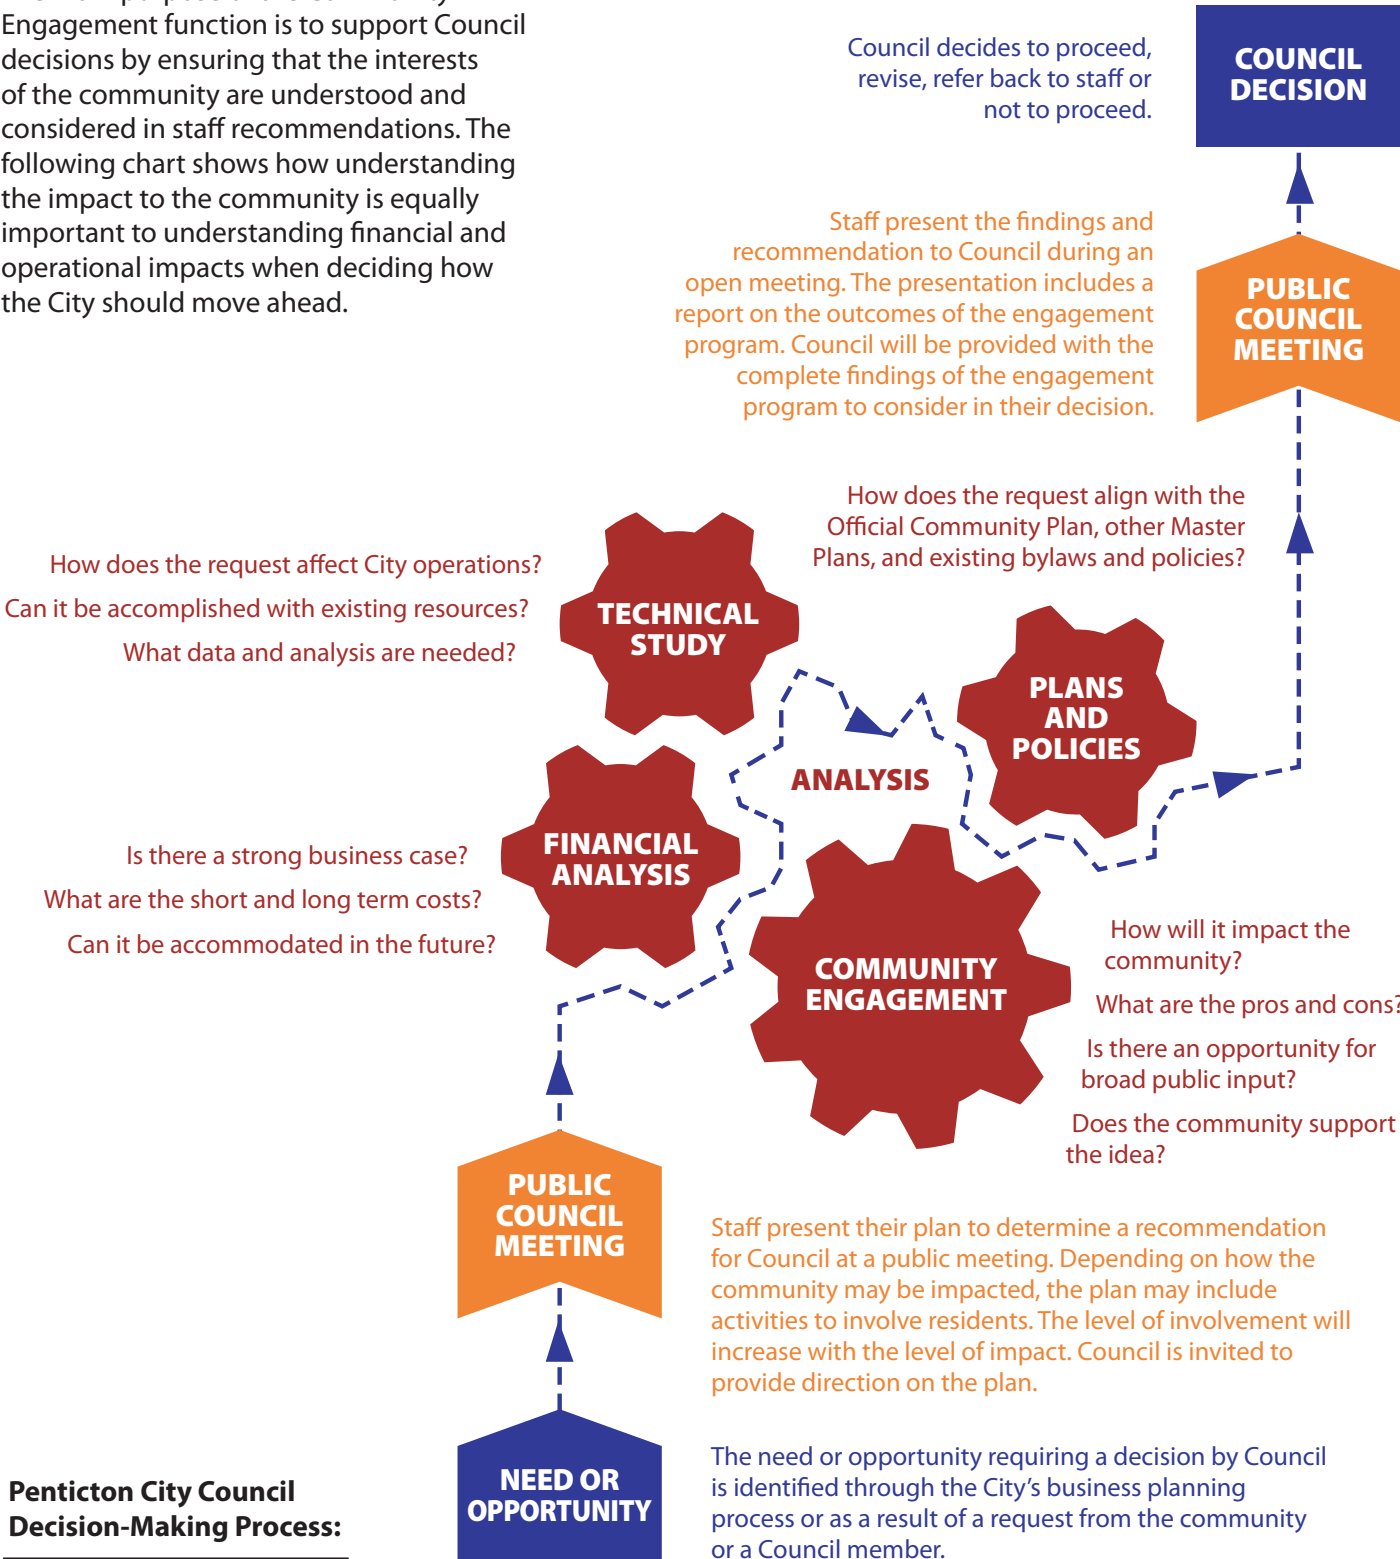 Engagement function is to support Council
decisions by ensuring that the interests
of the community are understood and
considered in staff recommendations. The
following chart shows how understanding
the impact to the community is equally
important to understanding financial and
operational impacts when deciding how
the City should move ahead.
Council decides to proceed,
revise, refer back to staff or
not to proceed.
COUNCIL
DECISION
Staff present the findings and
recommendation to Council during an
open meeting. The presentation includes a
report on the outcomes of the engagement
program. Council will be provided with the
complete findings of the engagement
program to consider in their decision.
PUBLIC
COUNCIL
MEETING
How does the request align with the
Official Community Plan, other Master
Plans, and existing bylaws and policies?
How does the request affect City operations?
Can it be accomplished with existing resources?
What data and analysis are needed?
TECHNICAL
STUDY
PLANS
AND
POLICIES
ANALYSIS
Is there a strong business case?
What are the short and long term costs?
Can it be accommodated in the future?
FINANCIAL
ANALYSIS
COMMUNITY
ENGAGEMENT
How will it impact the
community?
What are the pros and cons?
Is there an opportunity for
broad public input?
Does the community support
the idea?
PUBLIC
COUNCIL
MEETING
Staff present their plan to determine a recommendation
for Council at a public meeting. Depending on how the
community may be impacted, the plan may include
activities to involve residents. The level of involvement will
increase with the level of impact. Council is invited to
provide direction on the plan.
Penticton City Council
Decision-Making Process:
NEED OR
OPPORTUNITY
The need or opportunity requiring a decision by Council
is identified through the City's business planning
process or as a result of a request from the community
or a Council member.